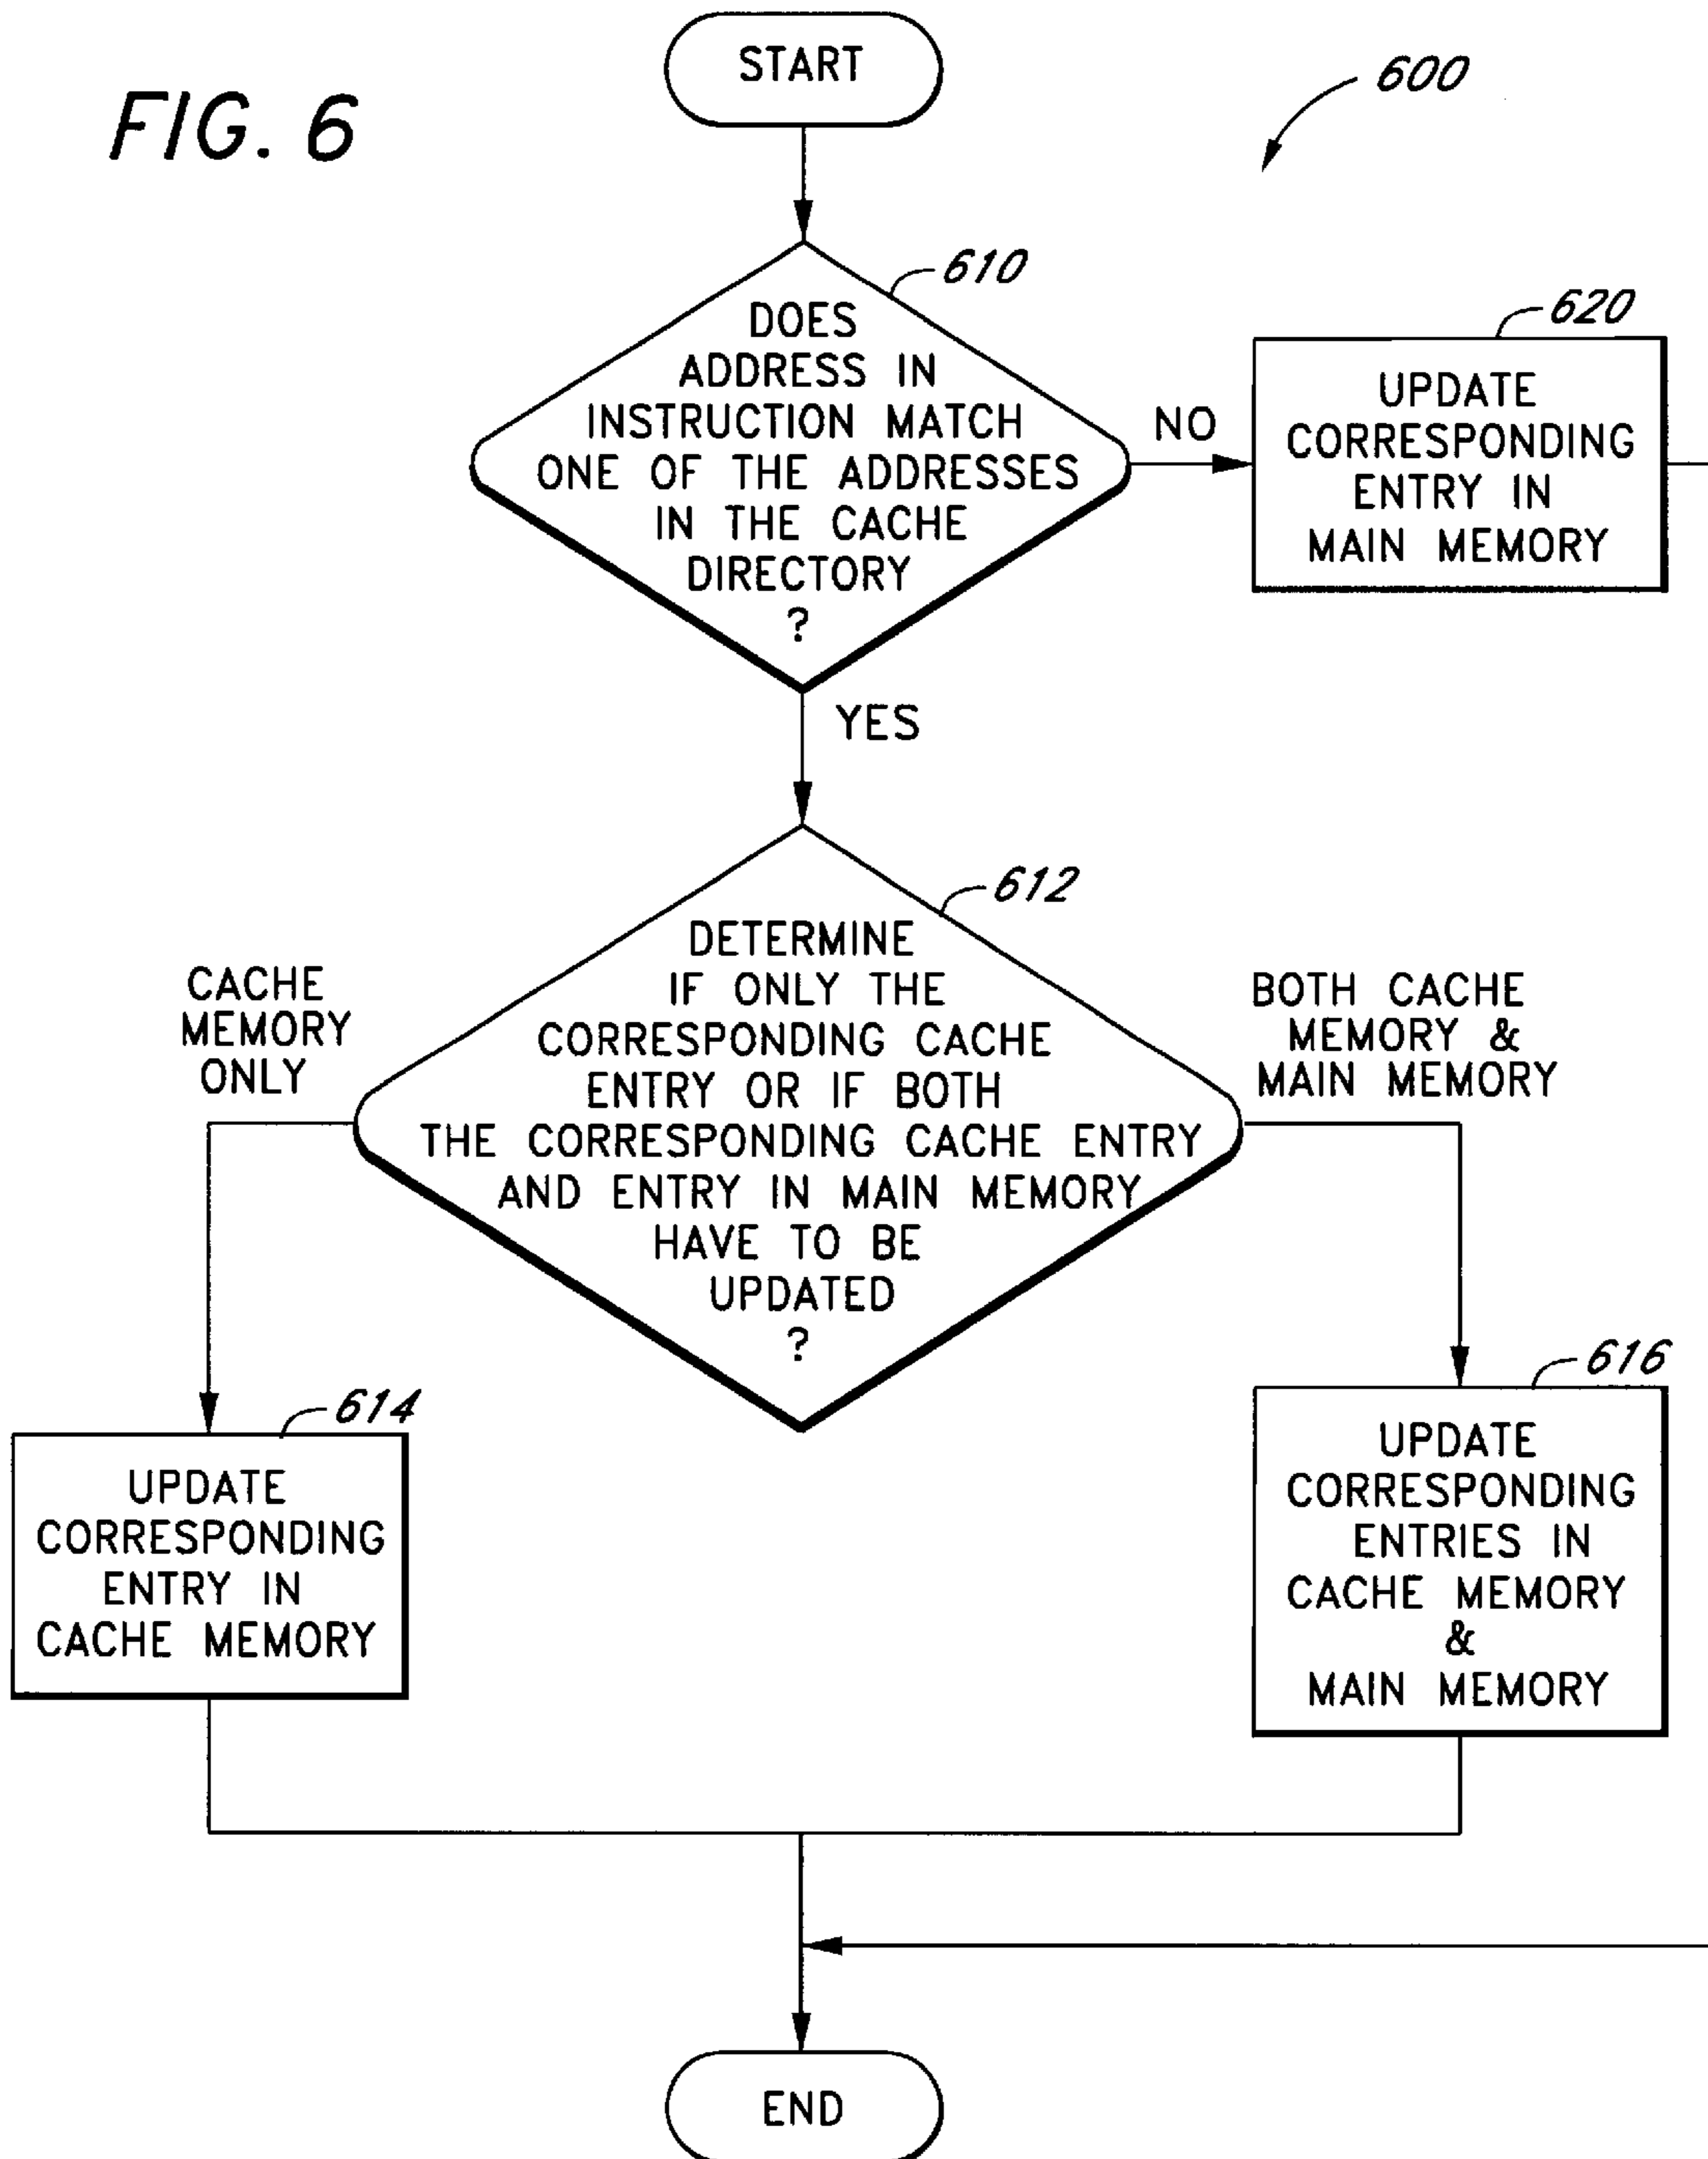 START
FIG. 6
600
610
DOES
ADDRESS IN
INSTRUCTION MATCH
ONE OF THE ADDRESSES
IN THE CACHE
DIRECTORY
?
NO
620
UPDATE
CORRESPONDING
ENTRY IN
MAIN MEMORY
YES
612
DETERMINE
IF ONLY THE
CORRESPONDING CACHE
ENTRY OR IF BOTH
THE CORRESPONDING CACHE ENTRY
AND ENTRY IN MAIN MEMORY
HAVE TO BE
UPDATED
?
CACHE
MEMORY
ONLY
BOTH CACHE
MEMORY &
MAIN MEMORY
614
UPDATE
CORRESPONDING
ENTRY IN
CACHE MEMORY
616
UPDATE
CORRESPONDING
ENTRIES IN
CACHE MEMORY
&
MAIN MEMORY
END